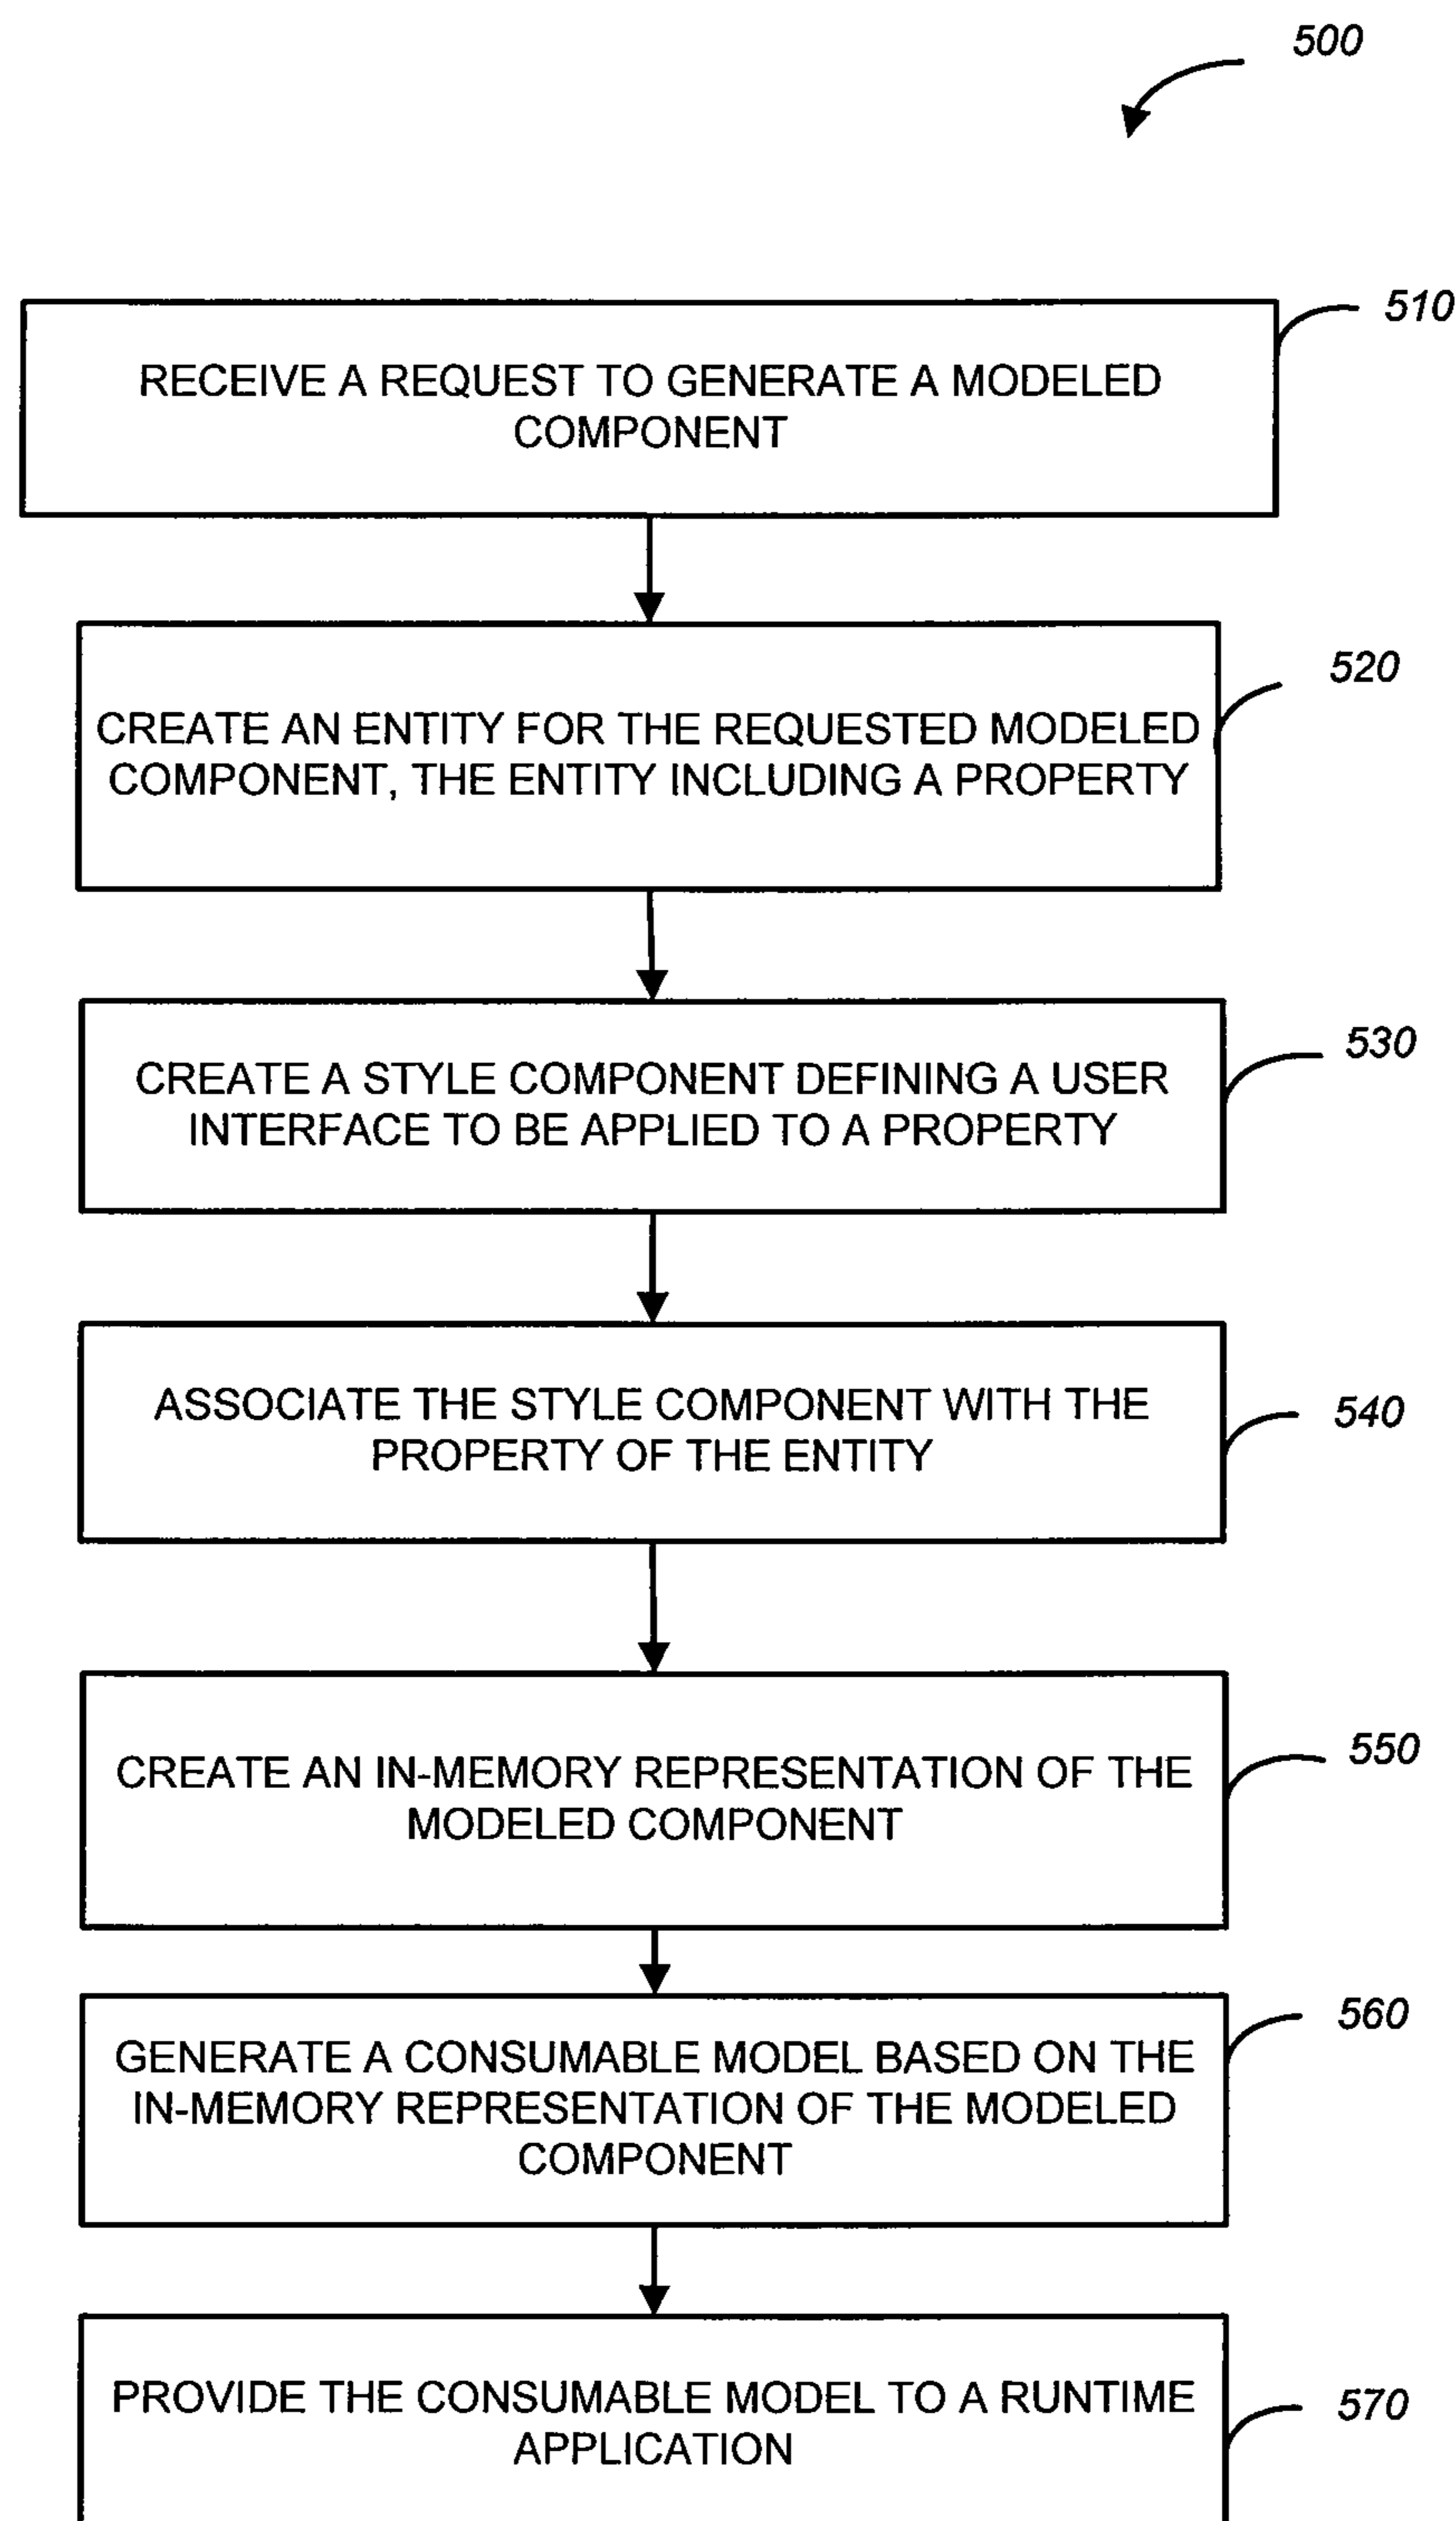 500
510
RECEIVE A REQUEST TO GENERATE A MODELED
COMPONENT
520
CREATE AN ENTITY FOR THE REQUESTED MODELED
COMPONENT, THE ENTITY INCLUDING A PROPERTY
530
CREATE A STYLE COMPONENT DEFINING A USER
INTERFACE TO BE APPLIED TO A PROPERTY
540
ASSOCIATE THE STYLE COMPONENT WITH THE
PROPERTY OF THE ENTITY
550
CREATE AN IN-MEMORY REPRESENTATION OF THE
MODELED COMPONENT
560
GENERATE A CONSUMABLE MODEL BASED ON THE
IN-MEMORY REPRESENTATION OF THE MODELED
COMPONENT
570
PROVIDE THE CONSUMABLE MODEL TO A RUNTIME
APPLICATION